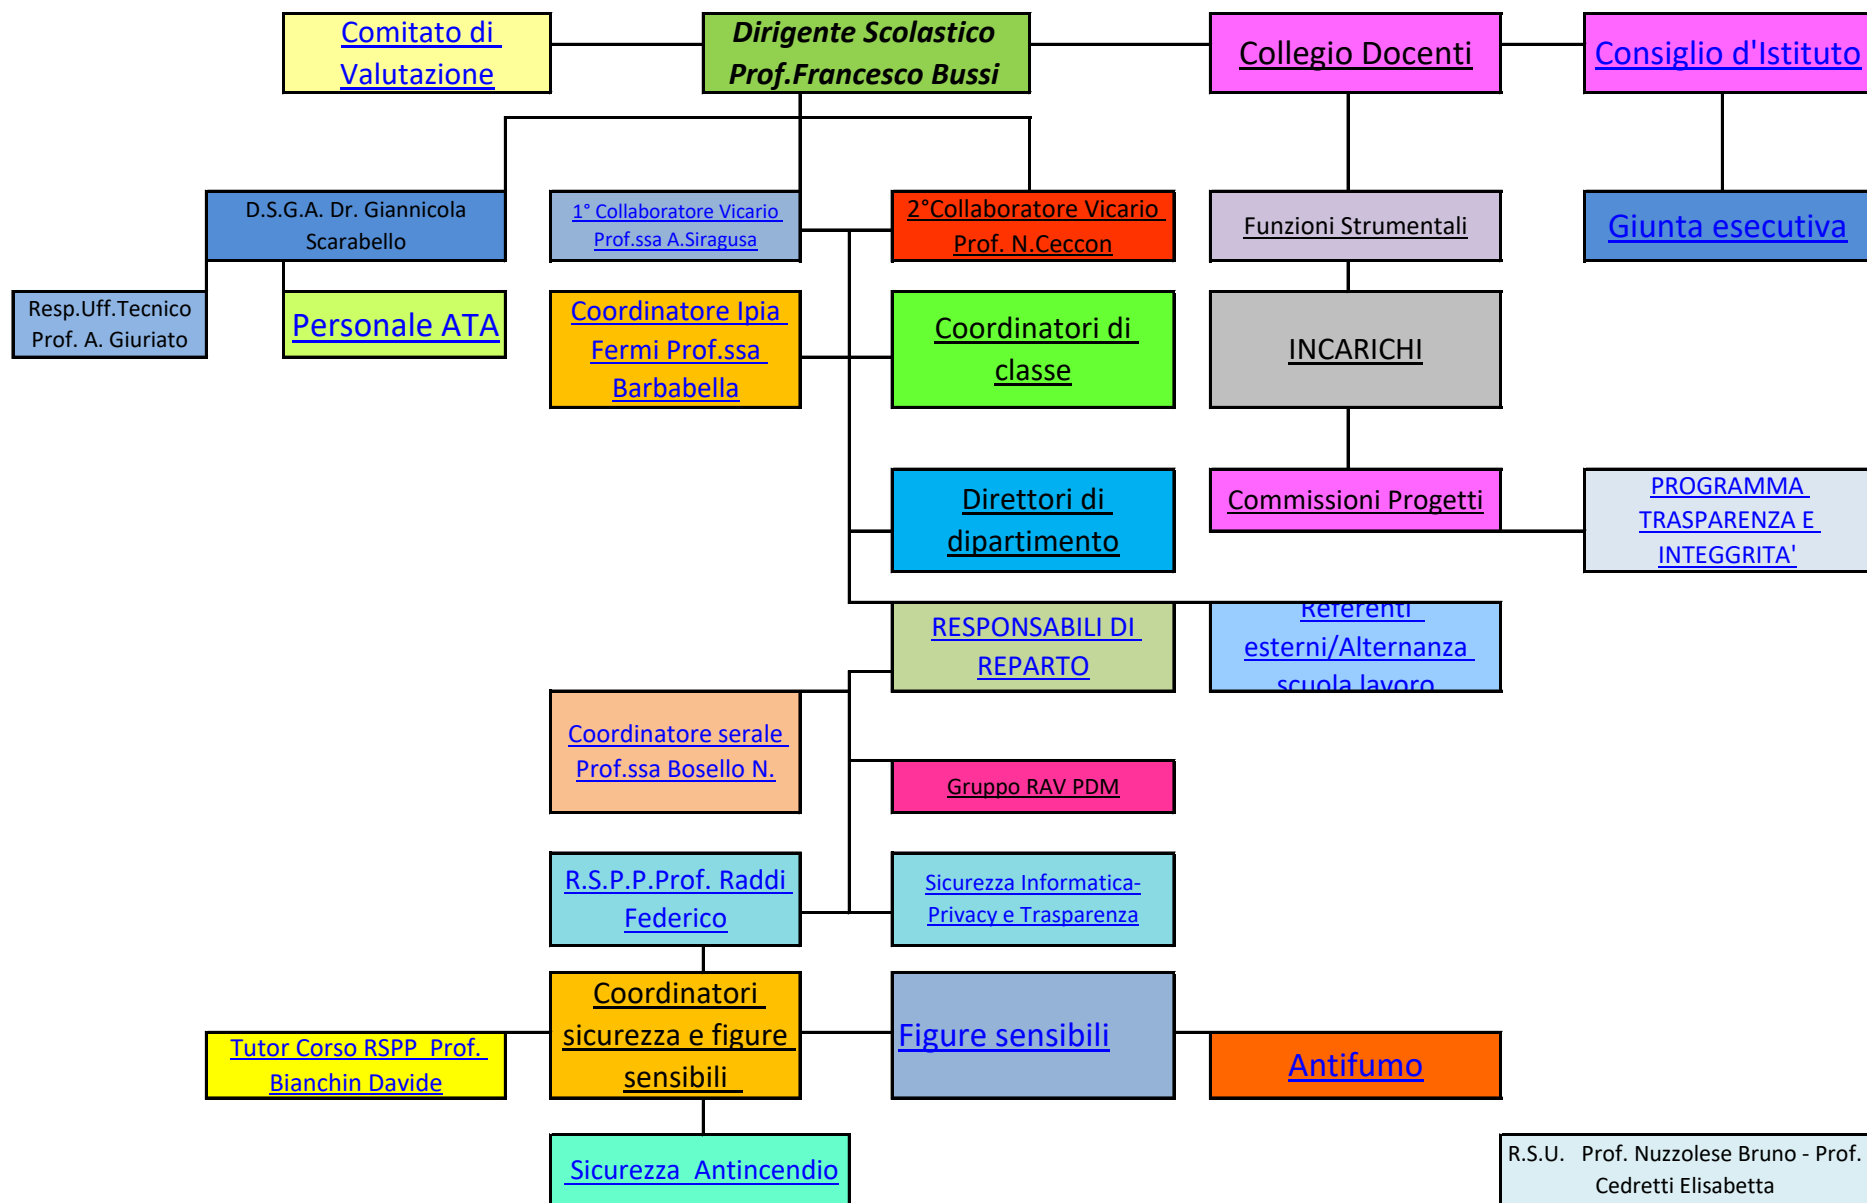 Comitato di
Valutazione
Dirigente Scolastico
Prof.Francesco Bussi
Collegio Docenti
Consiglio d'Istituto
D.S.G.A. Dr. Giannicola
Scarabello
1° Collaboratore Vicario
Prof.ssa A.Siragusa
2°Collaboratore Vicario
Prof. N.Ceccon
Funzioni Strumentali
Giunta esecutiva
Resp.Uff.Tecnico
Prof. A. Giuriato
Personale ATA
Coordinatore Ipia
Fermi Prof.ssa
Barbabella
Coordinatori di
classe
INCARICHI
Direttori di
dipartimento
Commissioni Progetti
PROGRAMMA
TRASPARENZA E
INTEGGRITA'
RESPONSABILI DI
REPARTO
Referenti
esterni/Alternanza
scuola lavoro
Coordinatore serale
Prof.ssa Bosello N.
Gruppo RAV PDM
R.S.P.P.Prof. Raddi
Federico
Sicurezza Informatica-
Privacy e Trasparenza
Coordinatori
sicurezza e figure
sensibili
Figure sensibili
Tutor Corso RSPP  Prof.
Bianchin Davide
Antifumo
Sicurezza  Antincendio
R.S.U.   Prof. Nuzzolese Bruno - Prof.
Cedretti Elisabetta